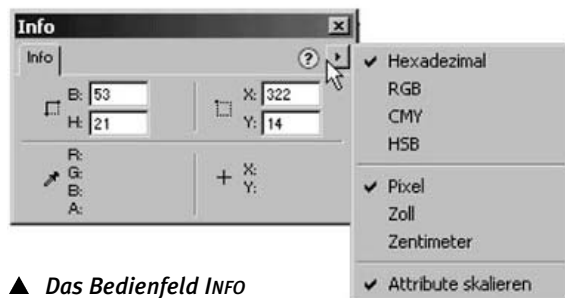 Info
Info
?
B: 53
H: 21
X: 322
Y: 14
R:
G:
B:
A:
X:
Y:
Hexadezimal
RGB
CMY
HSB
Pixel
Zoll
Zentimeter
Attribute skalieren
▲ Das Bedienfeld INFO